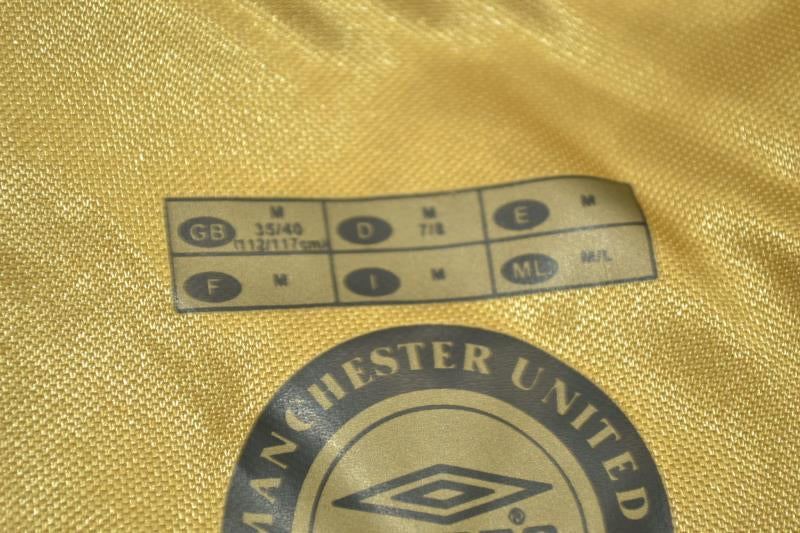 GB M 35/40 (112/117cm)
D M 7/8
E M
F M
I M
ML M/L
MANCHESTER UNITED
®